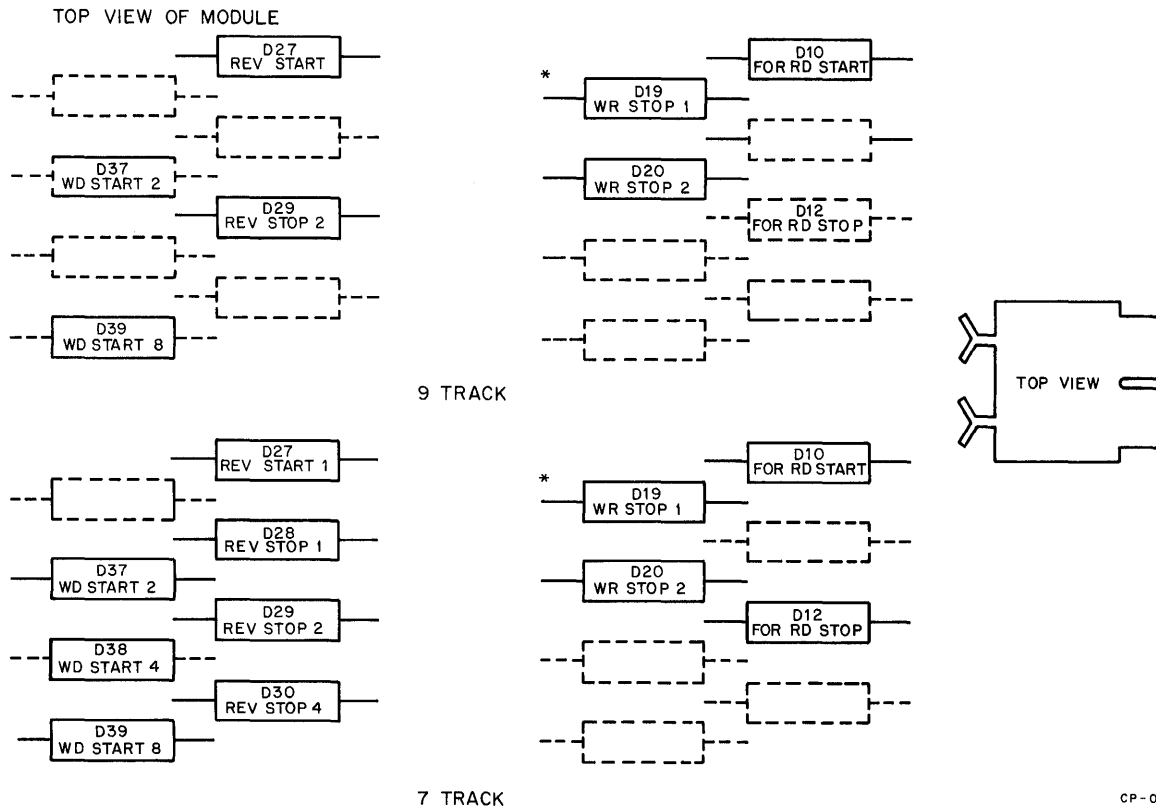 TOP VIEW OF MODULE
D27
REV START
D37
WD START 2
D29
REV STOP 2
D39
WD START 8
D10
FOR RD START
*
D19
WR STOP 1
D20
WR STOP 2
D12
FOR RD STOP
TOP VIEW
9 TRACK
D27
REV START 1
D28
REV STOP 1
D37
WD START 2
D29
REV STOP 2
D38
WD START 4
D30
REV STOP 4
D39
WD START 8
D10
FOR RD START
*
D19
WR STOP 1
D20
WR STOP 2
D12
FOR RD STOP
7 TRACK